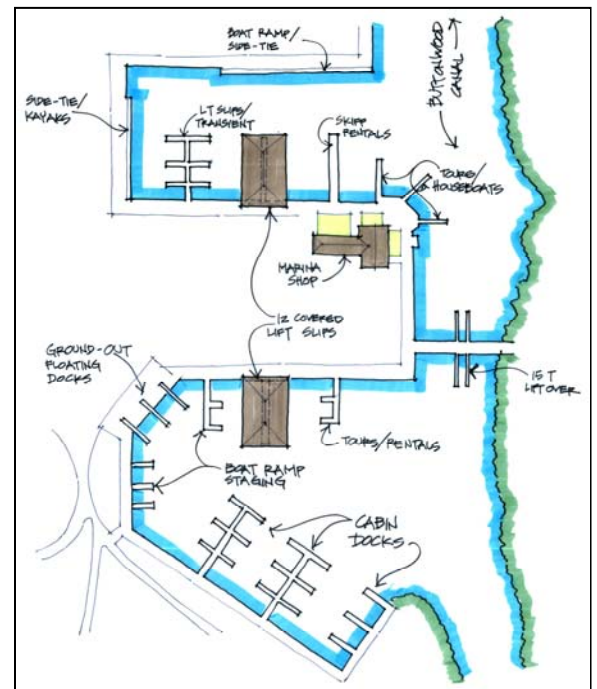 BOAT RAMP/
SIDE-TIE
BUTTONWOOD
CANAL
SIDE-TIE/
KAYAKS
LT SLIPS/
TRANSIENT
SKIFF
RENTALS
TOURS/
HOUSEBOATS
MARINA
SHOP
12 COVERED
LIFT SLIPS
GROUND-OUT
FLOATING
DOCKS
15 T
LIFT OVER
TOURS/RENTALS
BOAT RAMP
STAGING
CABIN
DOCKS